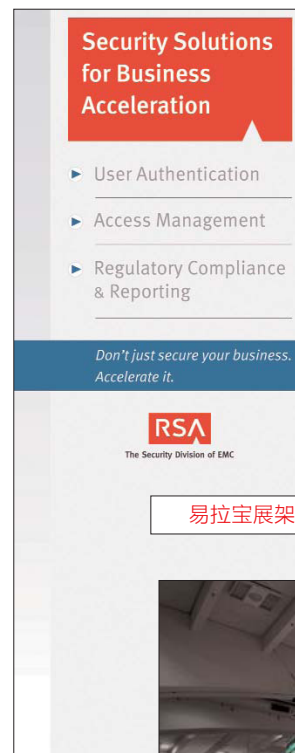 Security Solutions
for Business
Acceleration
User Authentication
Access Management
Regulatory Compliance
& Reporting
Don't just secure your business.
Accelerate it.
RSA
The Security Division of EMC
易拉宝展架